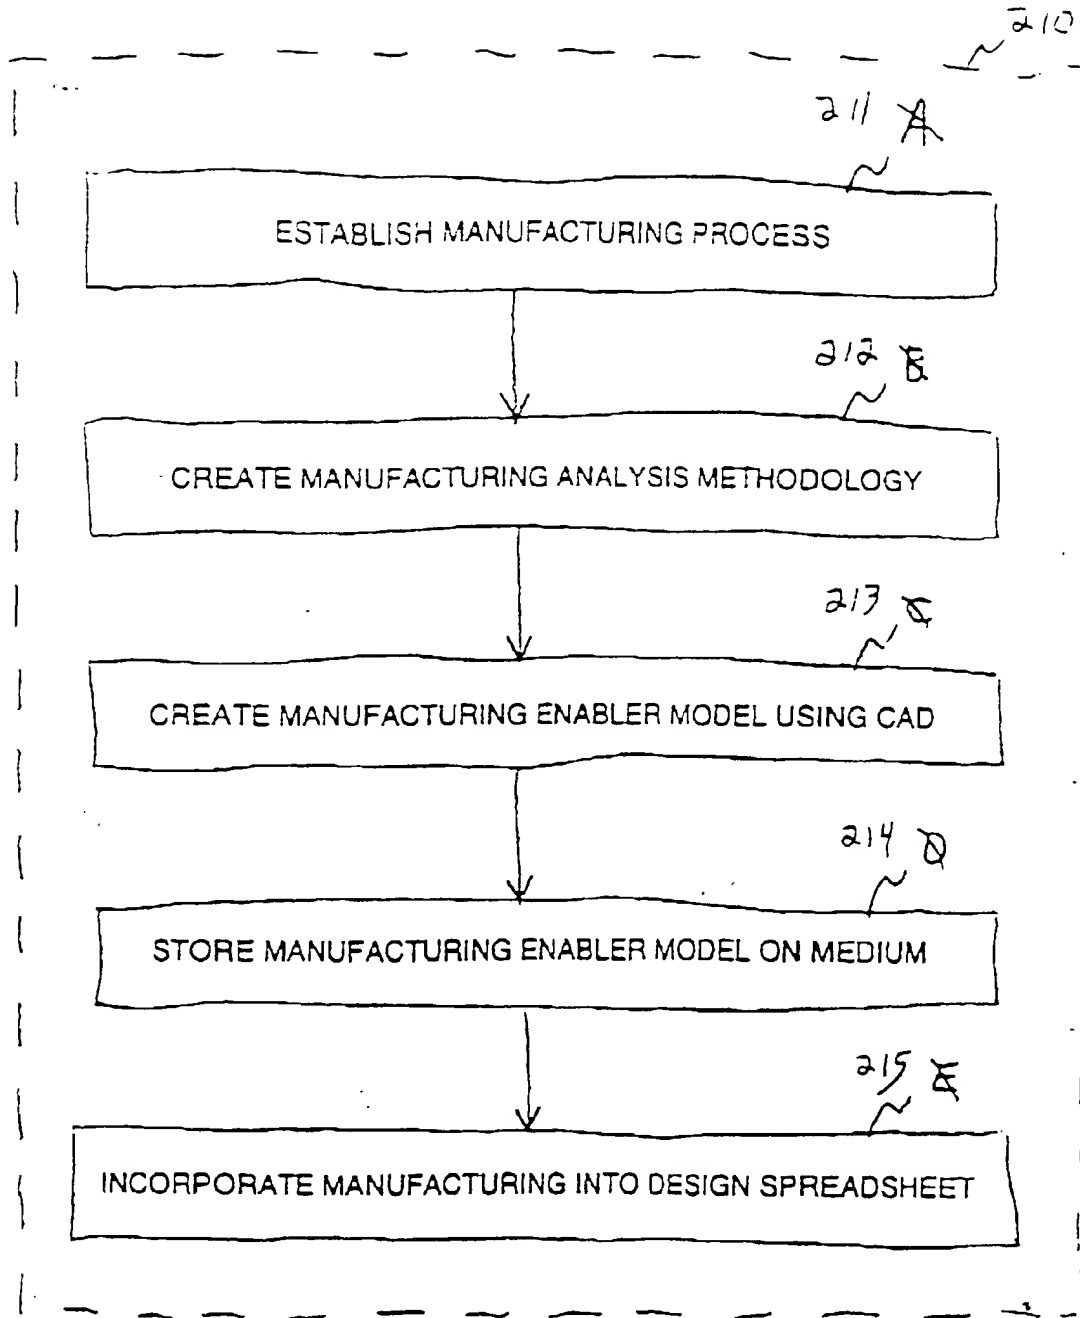 210
211 A
ESTABLISH MANUFACTURING PROCESS
212 B
CREATE MANUFACTURING ANALYSIS METHODOLOGY
213 C
CREATE MANUFACTURING ENABLER MODEL USING CAD
214 D
STORE MANUFACTURING ENABLER MODEL ON MEDIUM
215 E
INCORPORATE MANUFACTURING INTO DESIGN SPREADSHEET